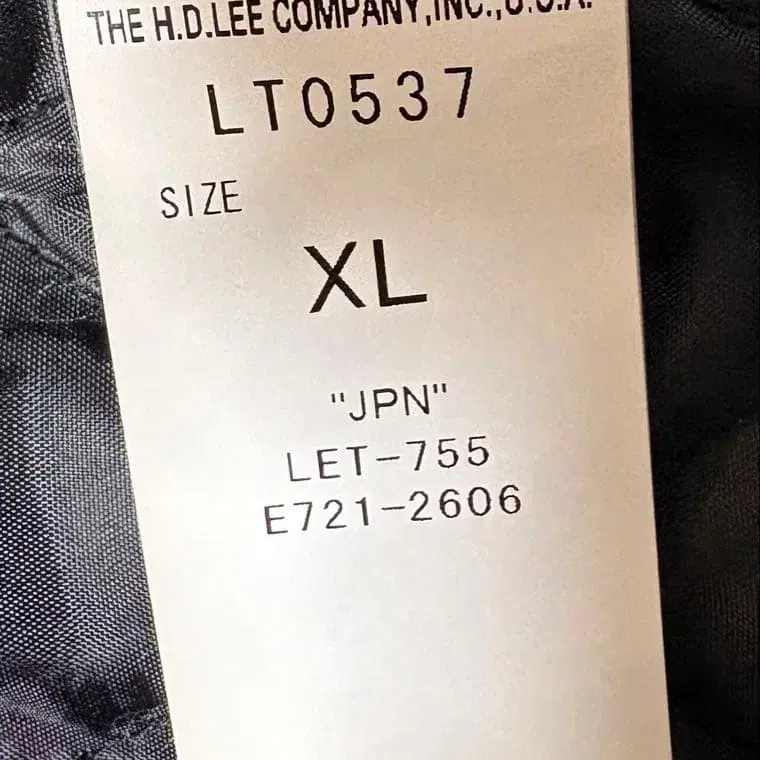 THE H.D.LEE COMPANY,INC.,U.S.A.
LT0537
SIZE
XL
"JPN"
LET-755
E721-2606